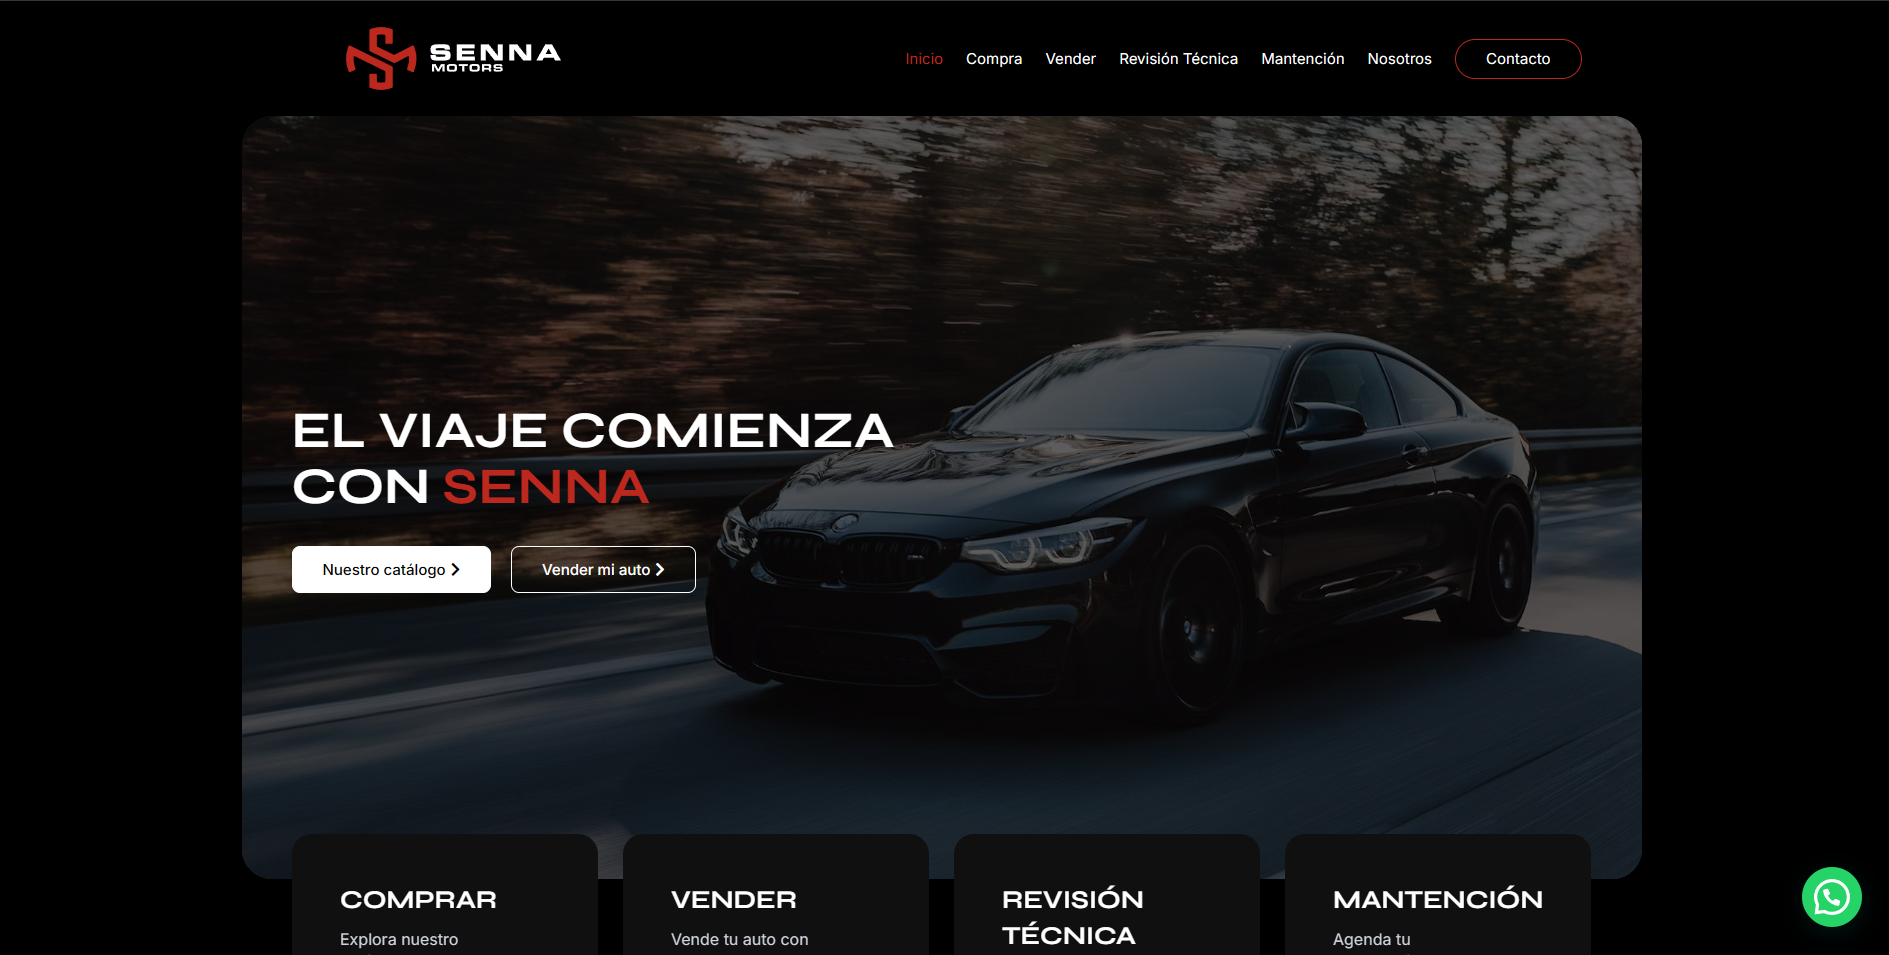 SENNA
MOTORS
Inicio Compra Vender Revisión Técnica Mantención Nosotros Contacto
EL VIAJE COMIENZA
CON SENNA
Nuestro catálogo Vender mi auto
COMPRAR
Explora nuestro
VENDER
Vende tu auto con
REVISIÓN
TÉCNICA
MANTENCIÓN
Agenda tu